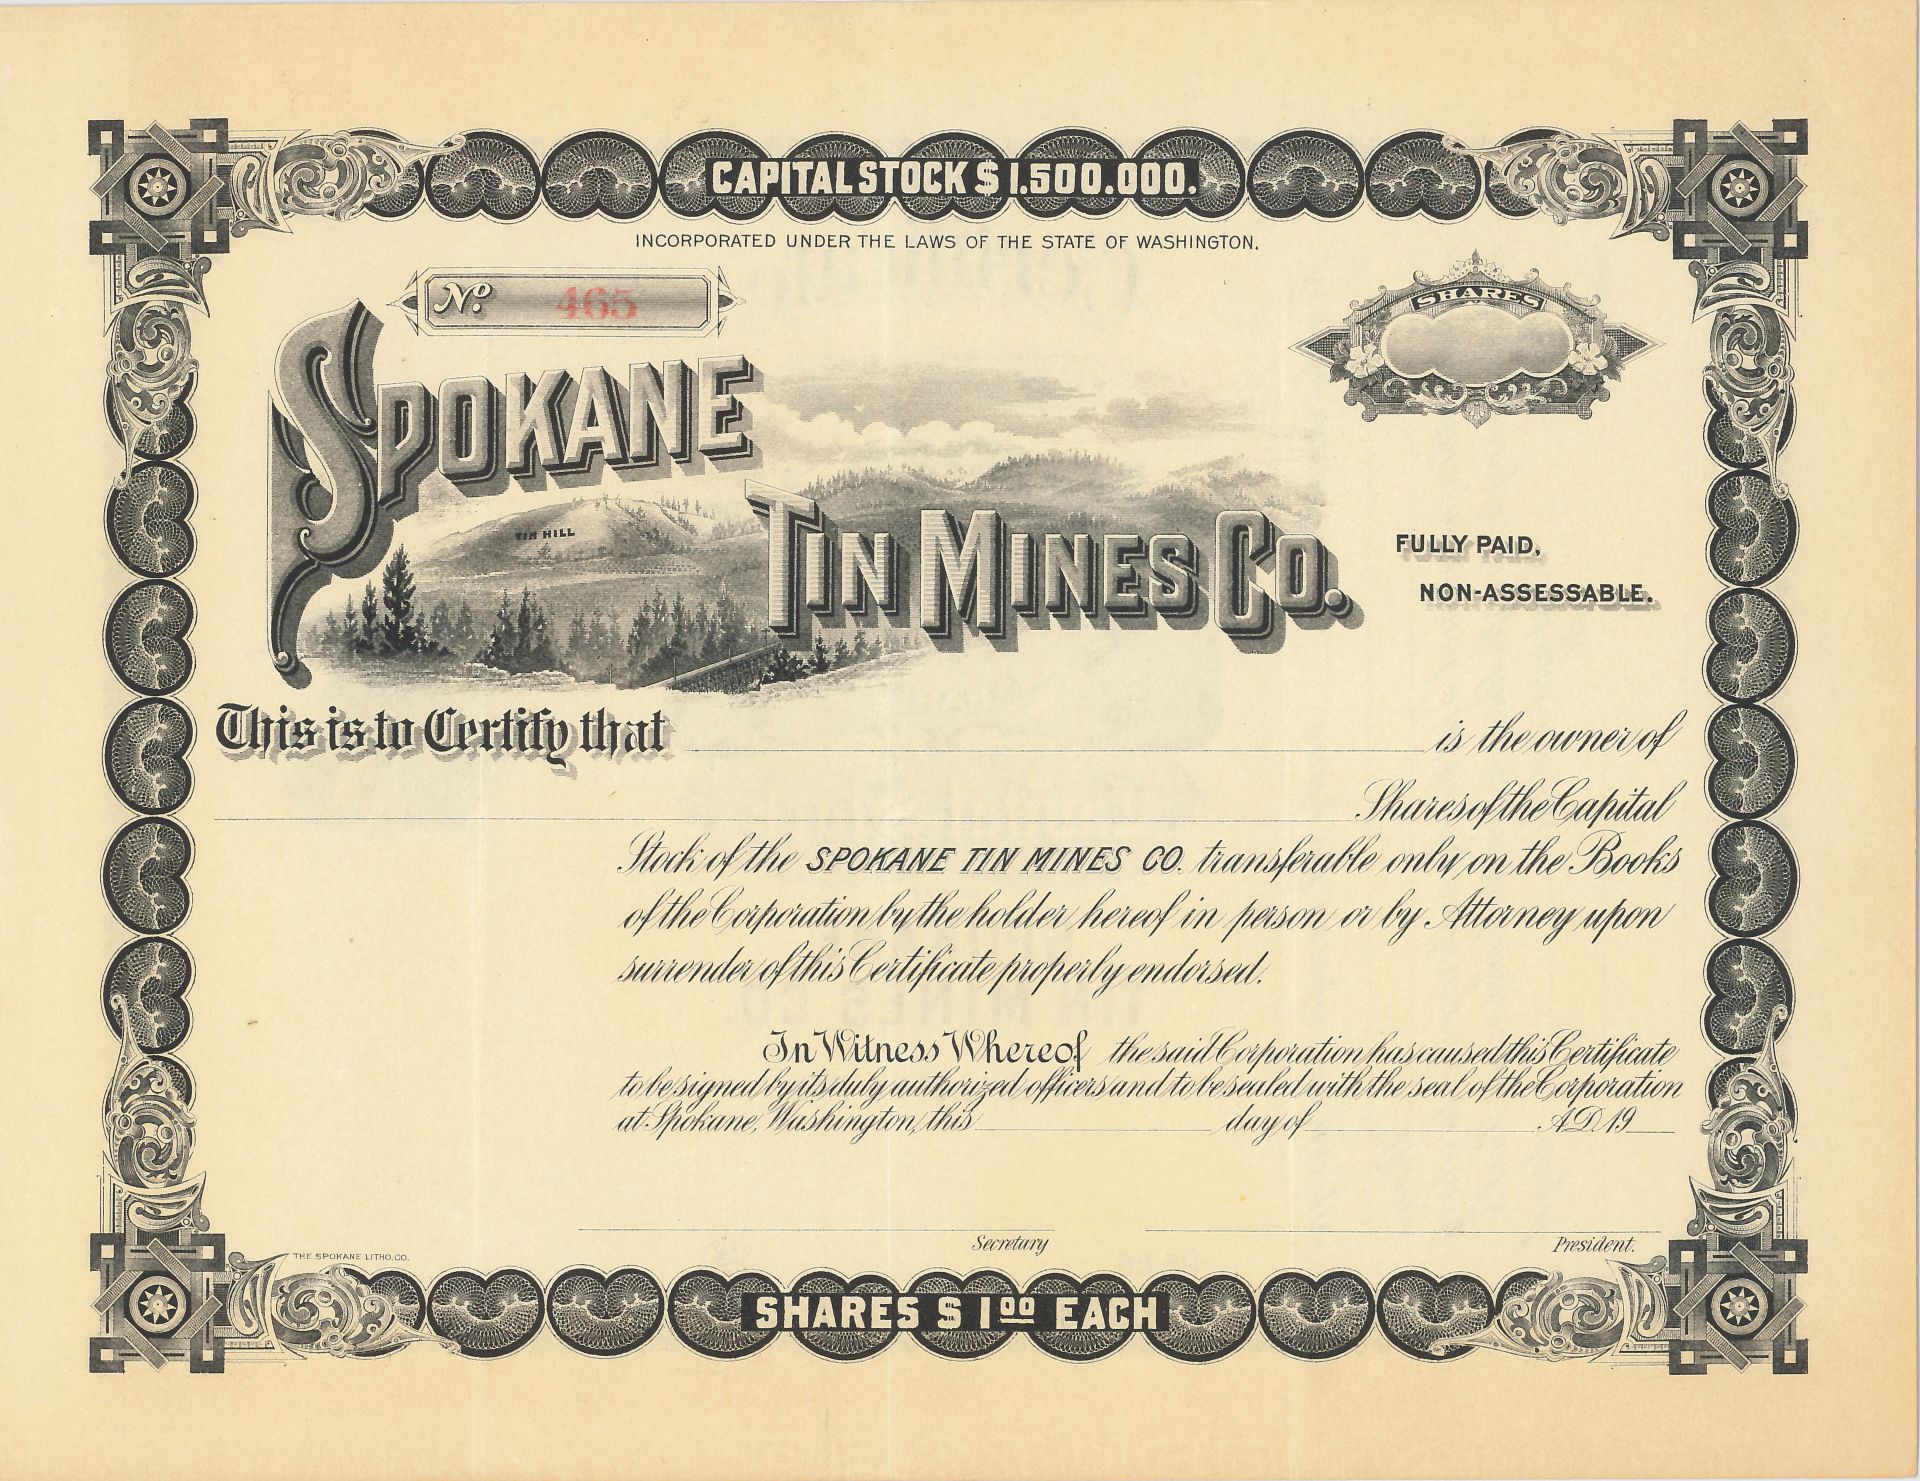 CAPITAL STOCK $ 1.500.000.
INCORPORATED UNDER THE LAWS OF THE STATE OF WASHINGTON.
No. 465
SHARES
SPOKANE
TIN HILL
TIN MINES CO.
FULLY PAID,
NON-ASSESSABLE.
This is to Certify that is the owner of
Shares of the Capital
Stock of the SPOKANE TIN MINES CO. transferable only on the Books
of the Corporation by the holder hereof in person or by Attorney upon
surrender of this Certificate properly endorsed.
In Witness Whereof the said Corporation has caused this Certificate
to be signed by its duly authorized officers and to be sealed with the seal of the Corporation
at Spokane, Washington, this day of A.D. 19
Secretary President.
THE SPOKANE LITHO. CO.
SHARES $ 1 00 EACH